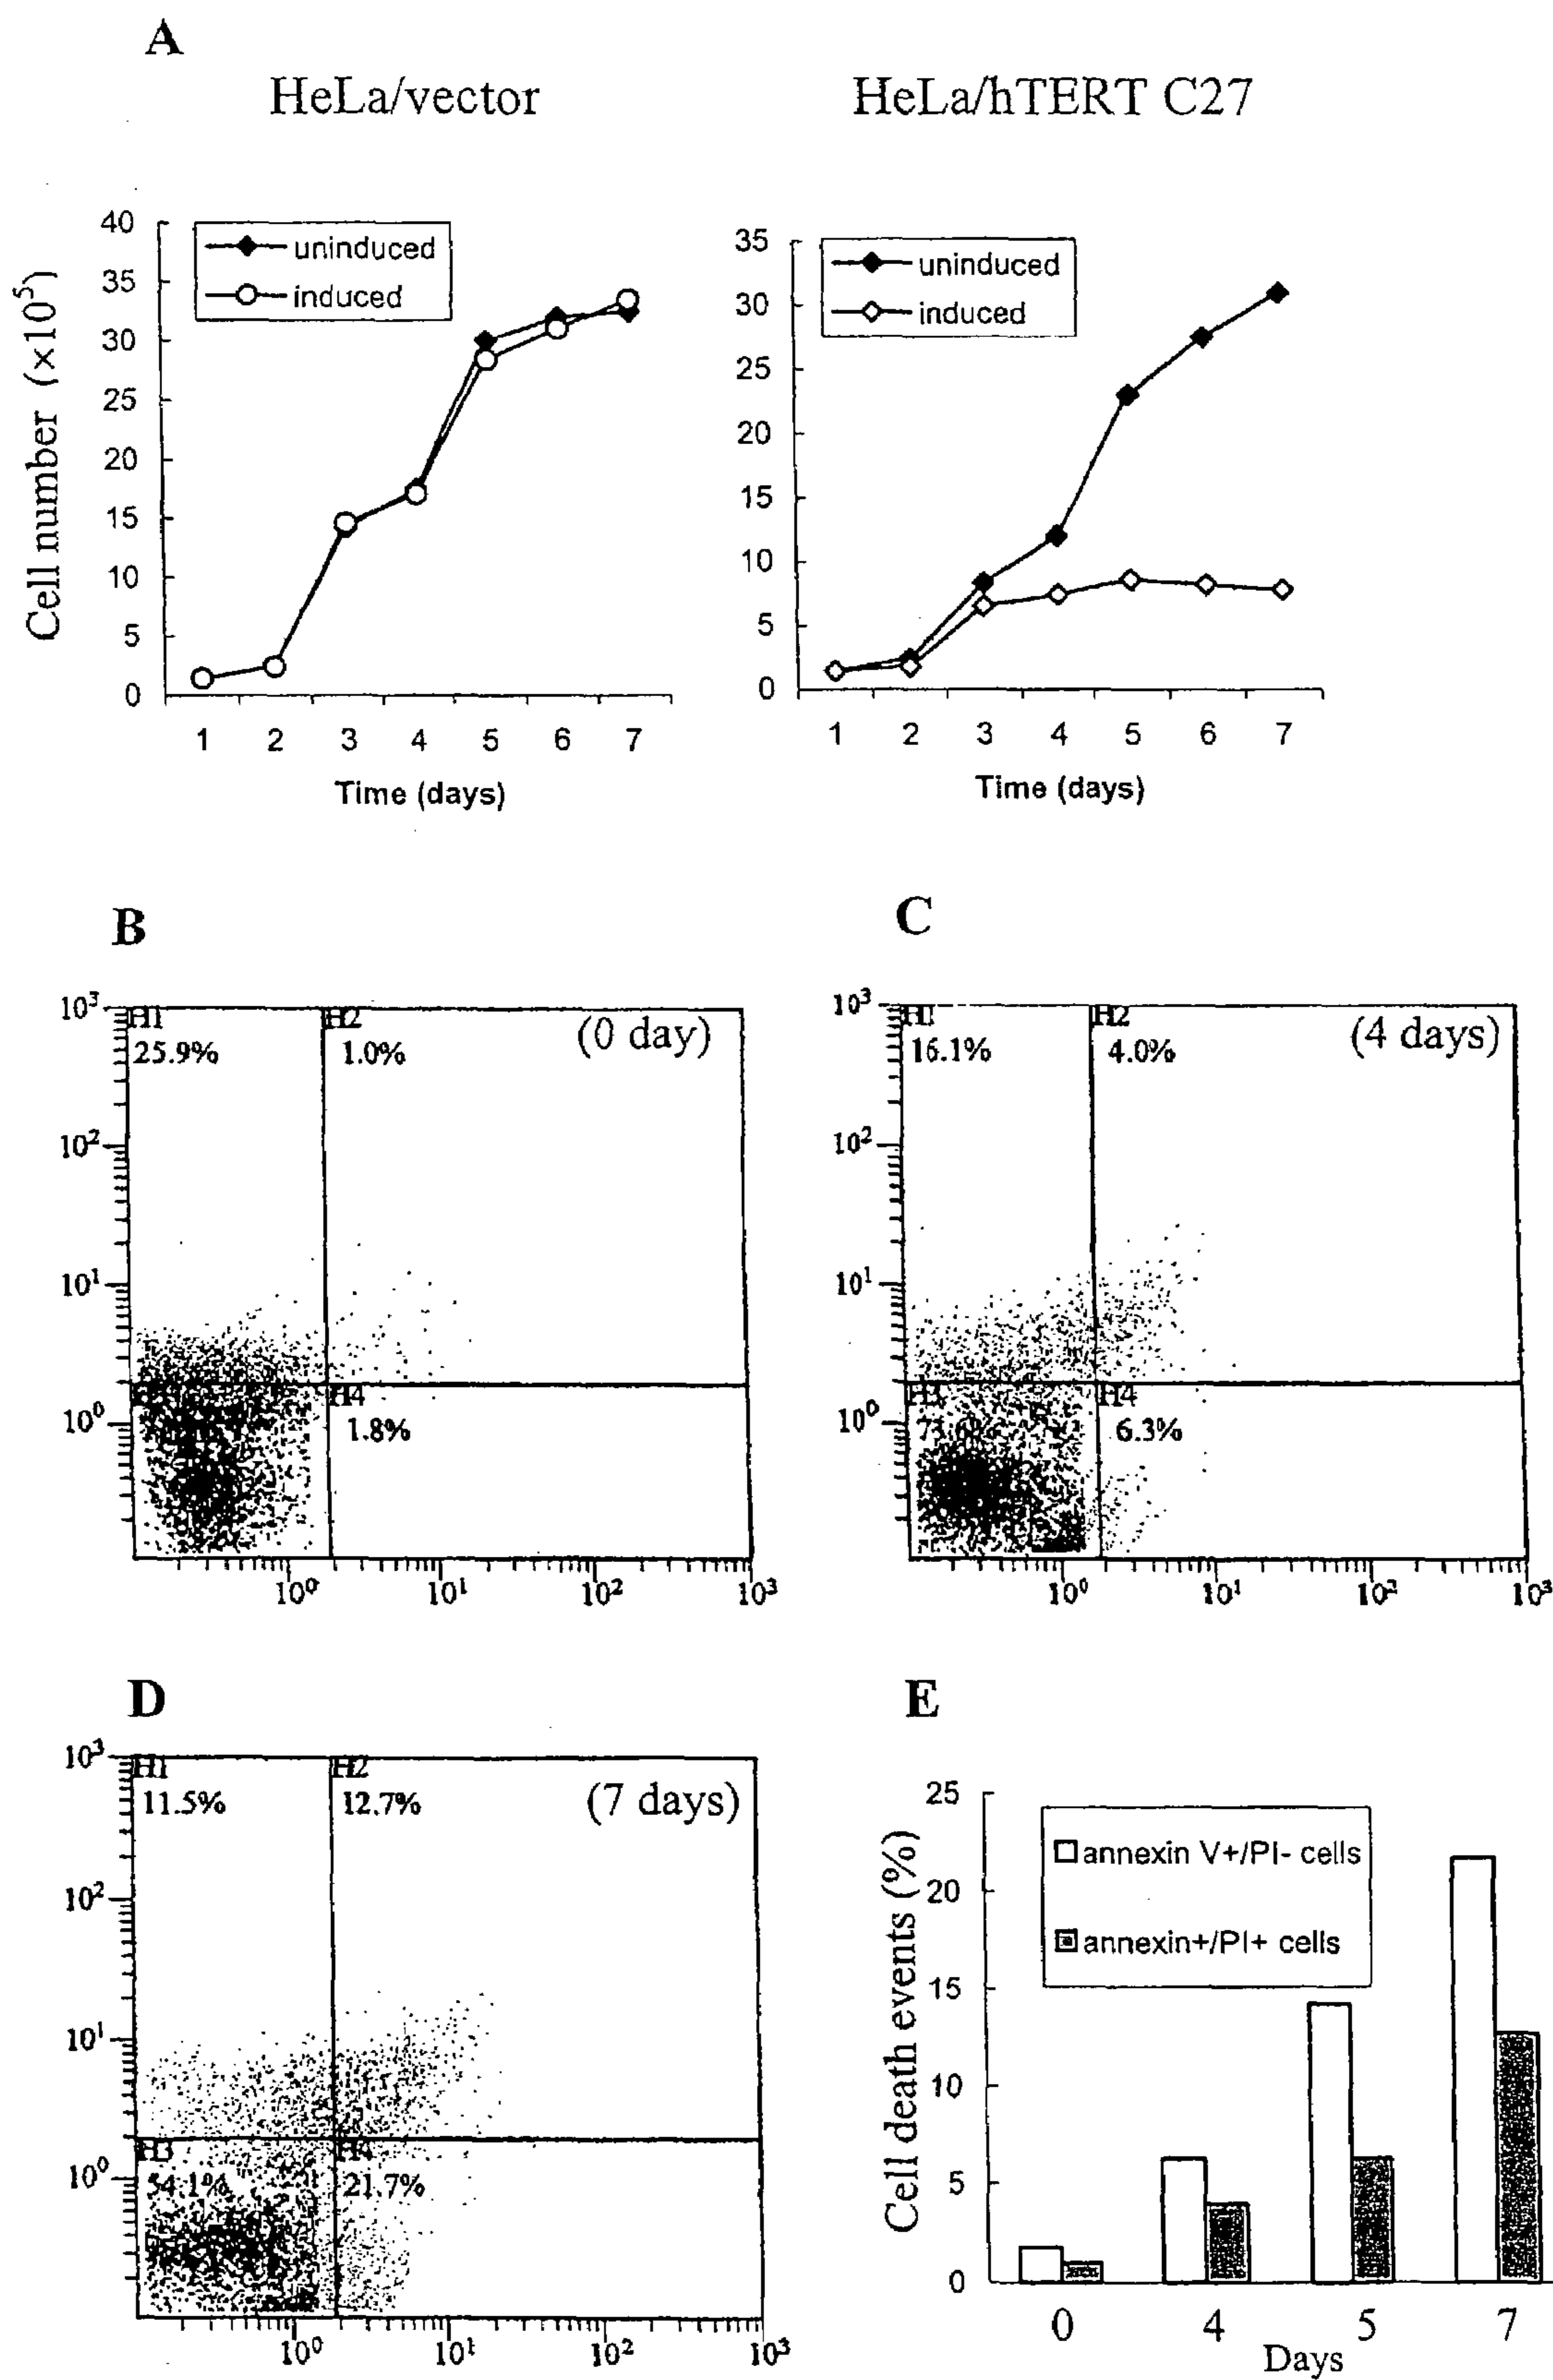 A
HeLa/vector
HeLa/hTERT C27
Cell number (×10⁵)
40
35
30
25
20
15
10
5
0
uninduced
induced
1 2 3 4 5 6 7
Time (days)
35
30
25
20
15
10
5
0
uninduced
induced
1 2 3 4 5 6 7
Time (days)
B
10³
10²
10¹
10⁰
H1
25.9%
H2
1.0%
(0 day)
H4
1.8%
10⁰ 10¹ 10² 10³
C
10³
10²
10¹
10⁰
H1
16.1%
H2
4.0%
(4 days)
H3
H4
6.3%
10⁰ 10¹ 10² 10³
D
10³
10²
10¹
10⁰
H1
11.5%
H2
12.7%
(7 days)
H3
54.1%
H4
21.7%
10⁰ 10¹ 10² 10³
E
Cell death events (%)
25
20
15
10
5
0
annexin V+/PI- cells
annexin+/PI+ cells
0 4 5 7
Days